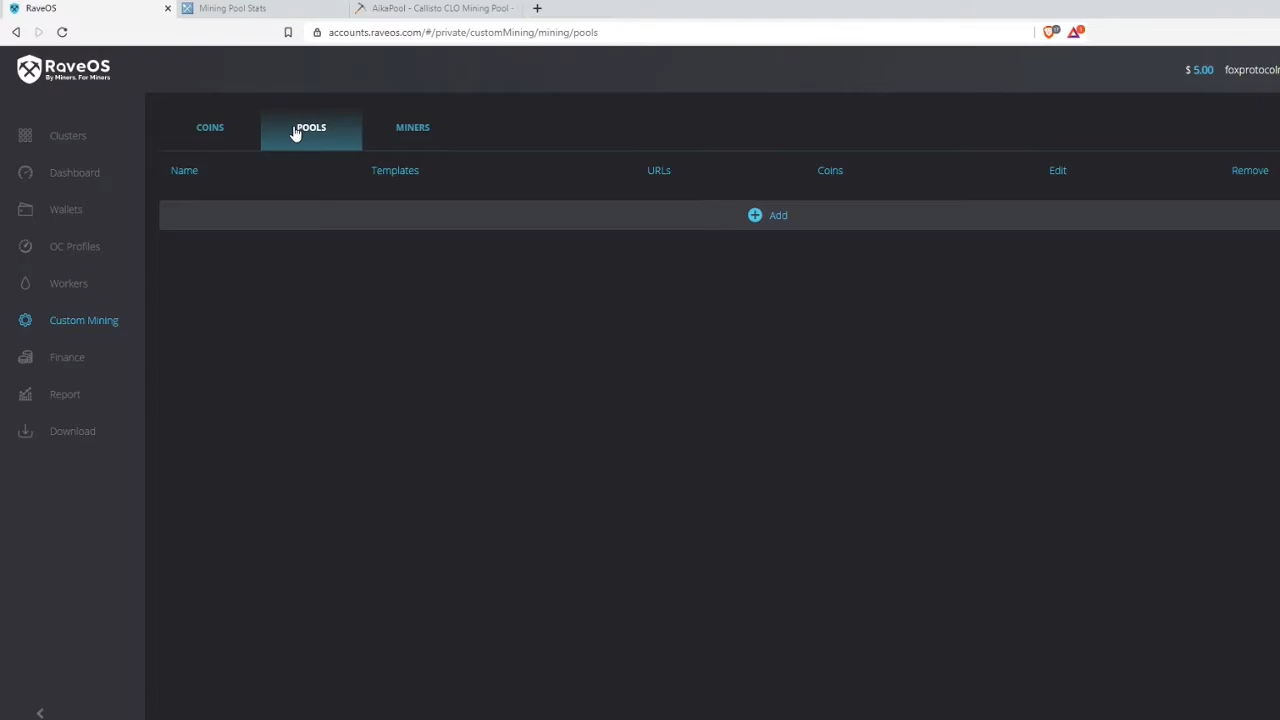 RaveOS
Mining Pool Stats
AikaPool - Callisto CLO Mining Pool -
accounts.raveos.com/#/private/customMining/mining/pools
RaveOS
By Miners. For Miners
$ 5.00
foxprotocoln
Clusters
Dashboard
Wallets
OC Profiles
Workers
Custom Mining
Finance
Report
Download
COINS
POOLS
MINERS
Name
Templates
URLs
Coins
Edit
Remove
Add